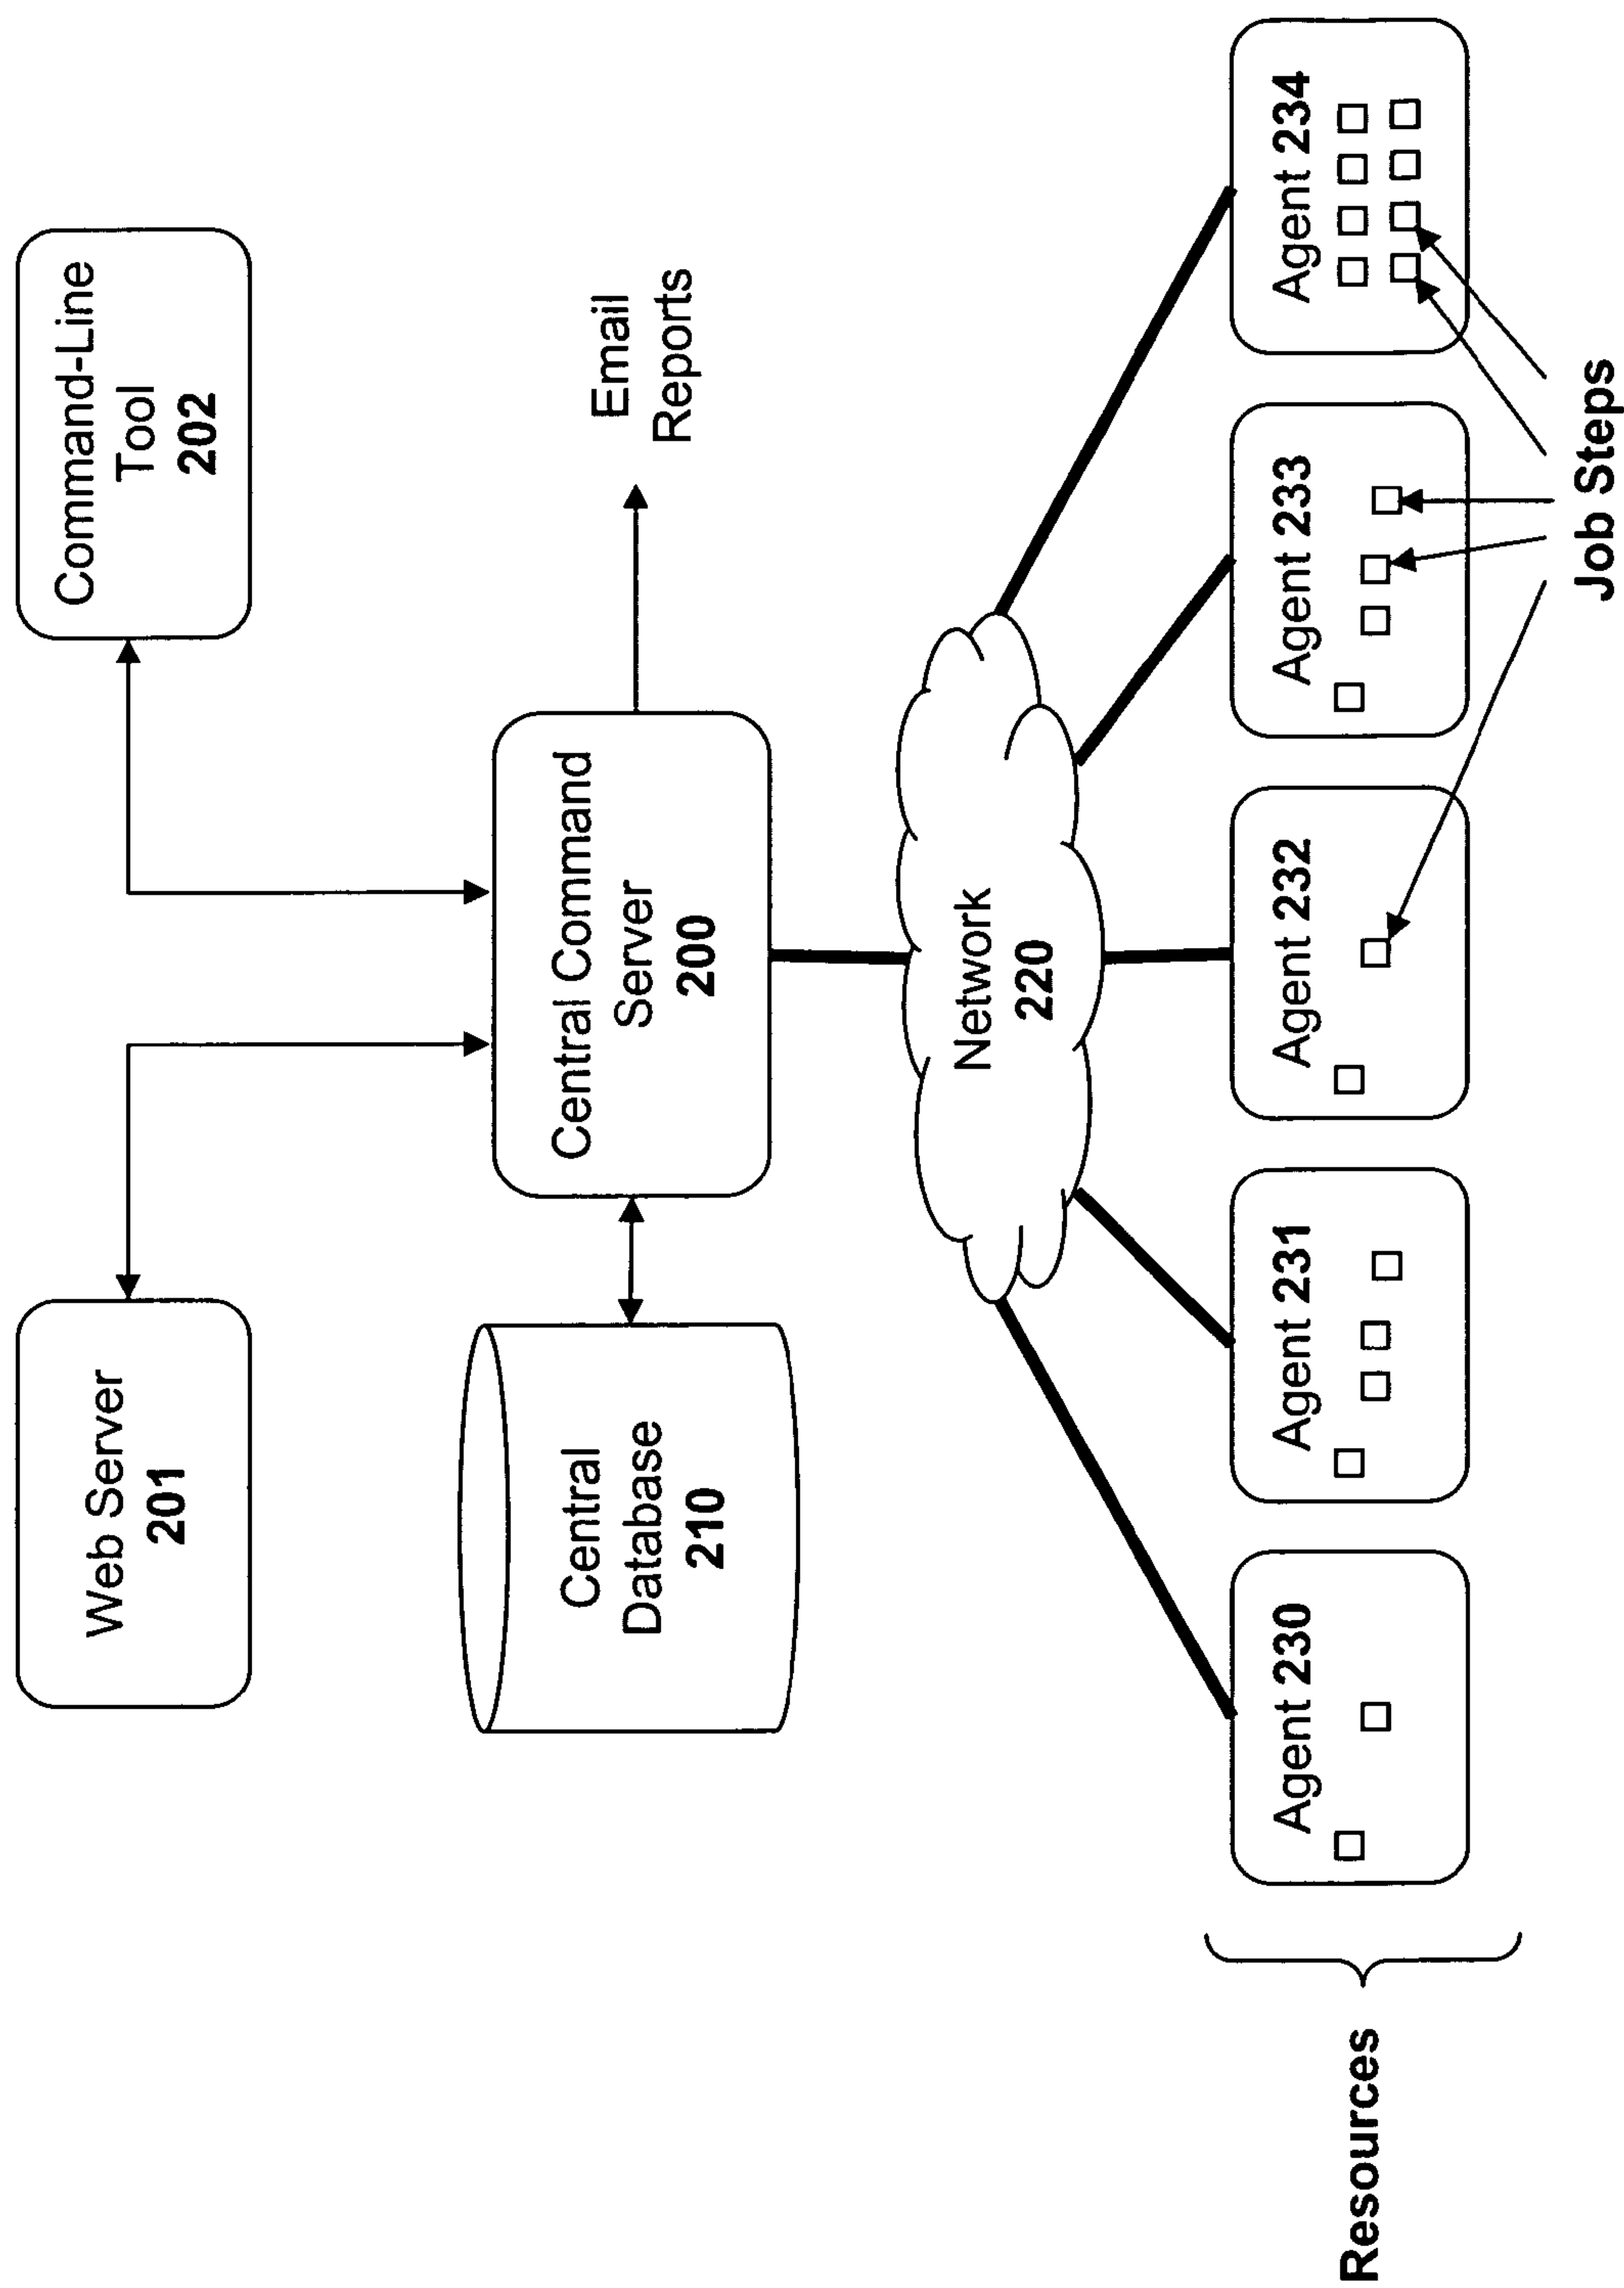 Web Server
201
Command-Line
Tool
202
Central
Database
210
Central Command
Server
200
Email
Reports
Network
220
Resources
Agent 230
Agent 231
Agent 232
Agent 233
Agent 234
Job Steps